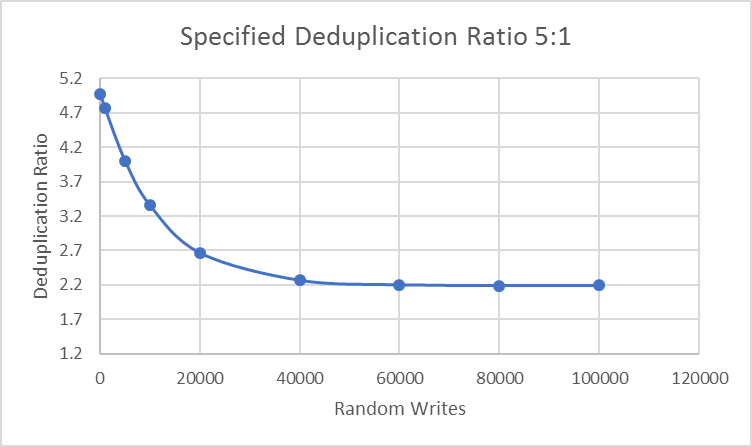 Specified Deduplication Ratio 5:1
Deduplication Ratio
5.2
4.7
4.2
3.7
3.2
2.7
2.2
1.7
1.2
0 20000 40000 60000 80000 100000 120000
Random Writes